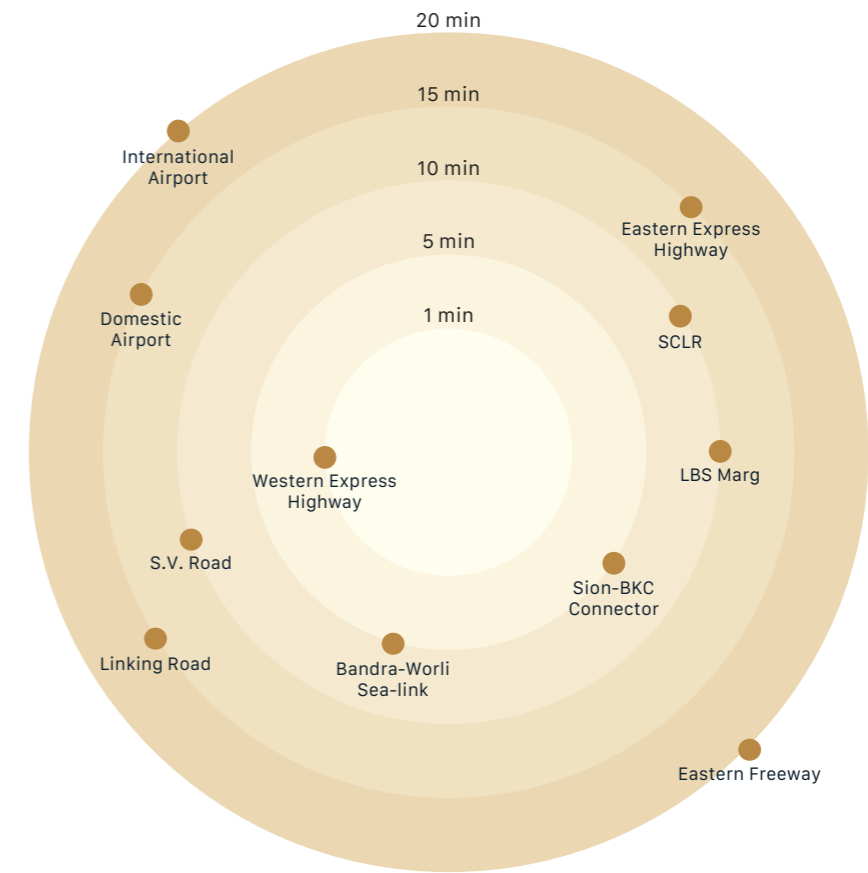 20 min
15 min
International
Airport
10 min
Eastern Express
Highway
5 min
Domestic
Airport
1 min
SCLR
Western Express
Highway
LBS Marg
S.V. Road
Sion-BKC
Connector
Linking Road
Bandra-Worli
Sea-link
Eastern Freeway